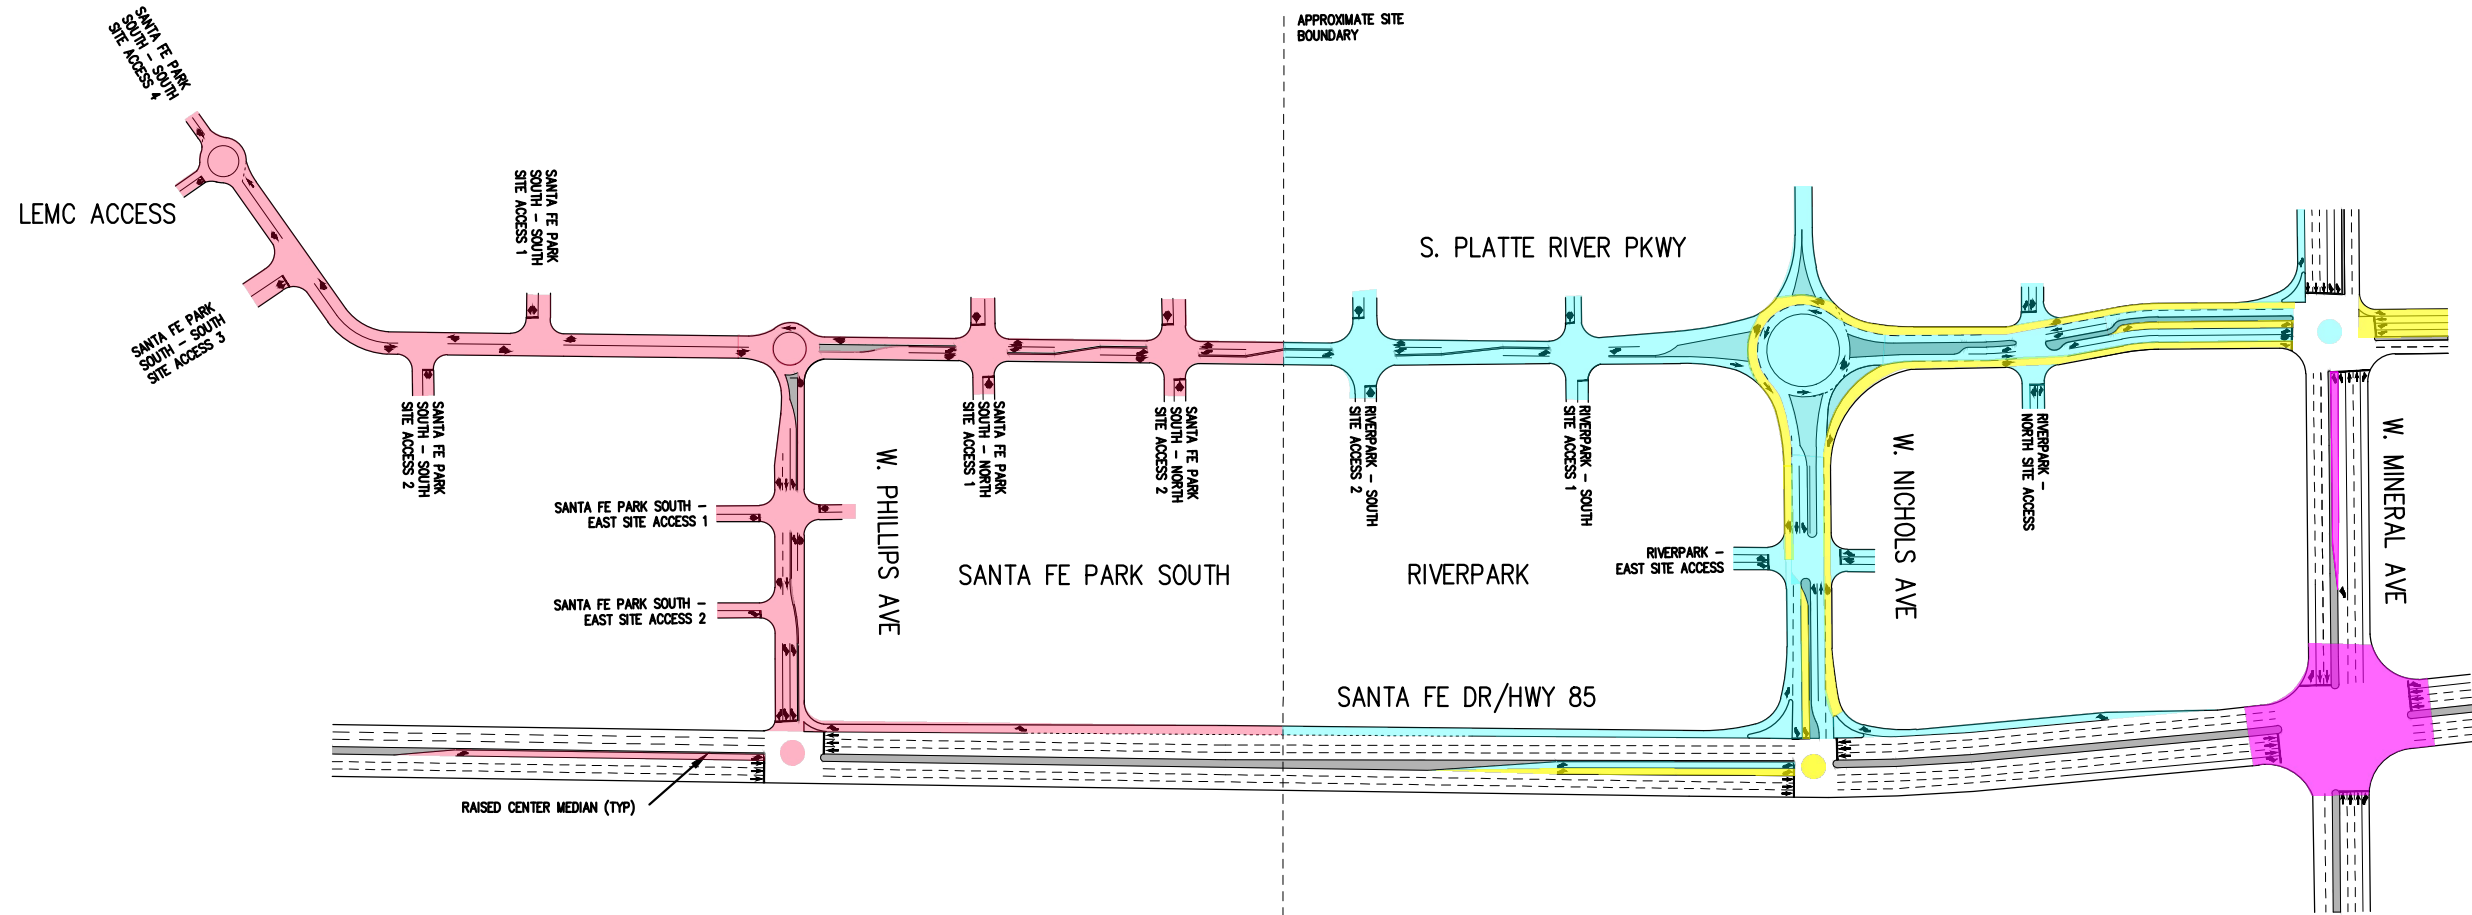 SANTA FE PARK
SOUTH - SOUTH
SITE ACCESS 4
APPROXIMATE SITE
BOUNDARY
LEMC ACCESS
SANTA FE PARK
SOUTH - SOUTH
SITE ACCESS 1
S. PLATTE RIVER PKWY
SANTA FE PARK
SOUTH - SOUTH
SITE ACCESS 3
SANTA FE PARK
SOUTH - SOUTH
SITE ACCESS 2
SANTA FE PARK
SOUTH - NORTH
SITE ACCESS 1
SANTA FE PARK
SOUTH - NORTH
SITE ACCESS 2
RIVERPARK - SOUTH
SITE ACCESS 2
RIVERPARK - SOUTH
SITE ACCESS 1
RIVERPARK -
NORTH SITE ACCESS
W. PHILLIPS AVE
W. NICHOLS AVE
W. MINERAL AVE
SANTA FE PARK SOUTH -
EAST SITE ACCESS 1
SANTA FE PARK SOUTH
RIVERPARK
RIVERPARK -
EAST SITE ACCESS
SANTA FE PARK SOUTH -
EAST SITE ACCESS 2
SANTA FE DR/HWY 85
RAISED CENTER MEDIAN (TYP)